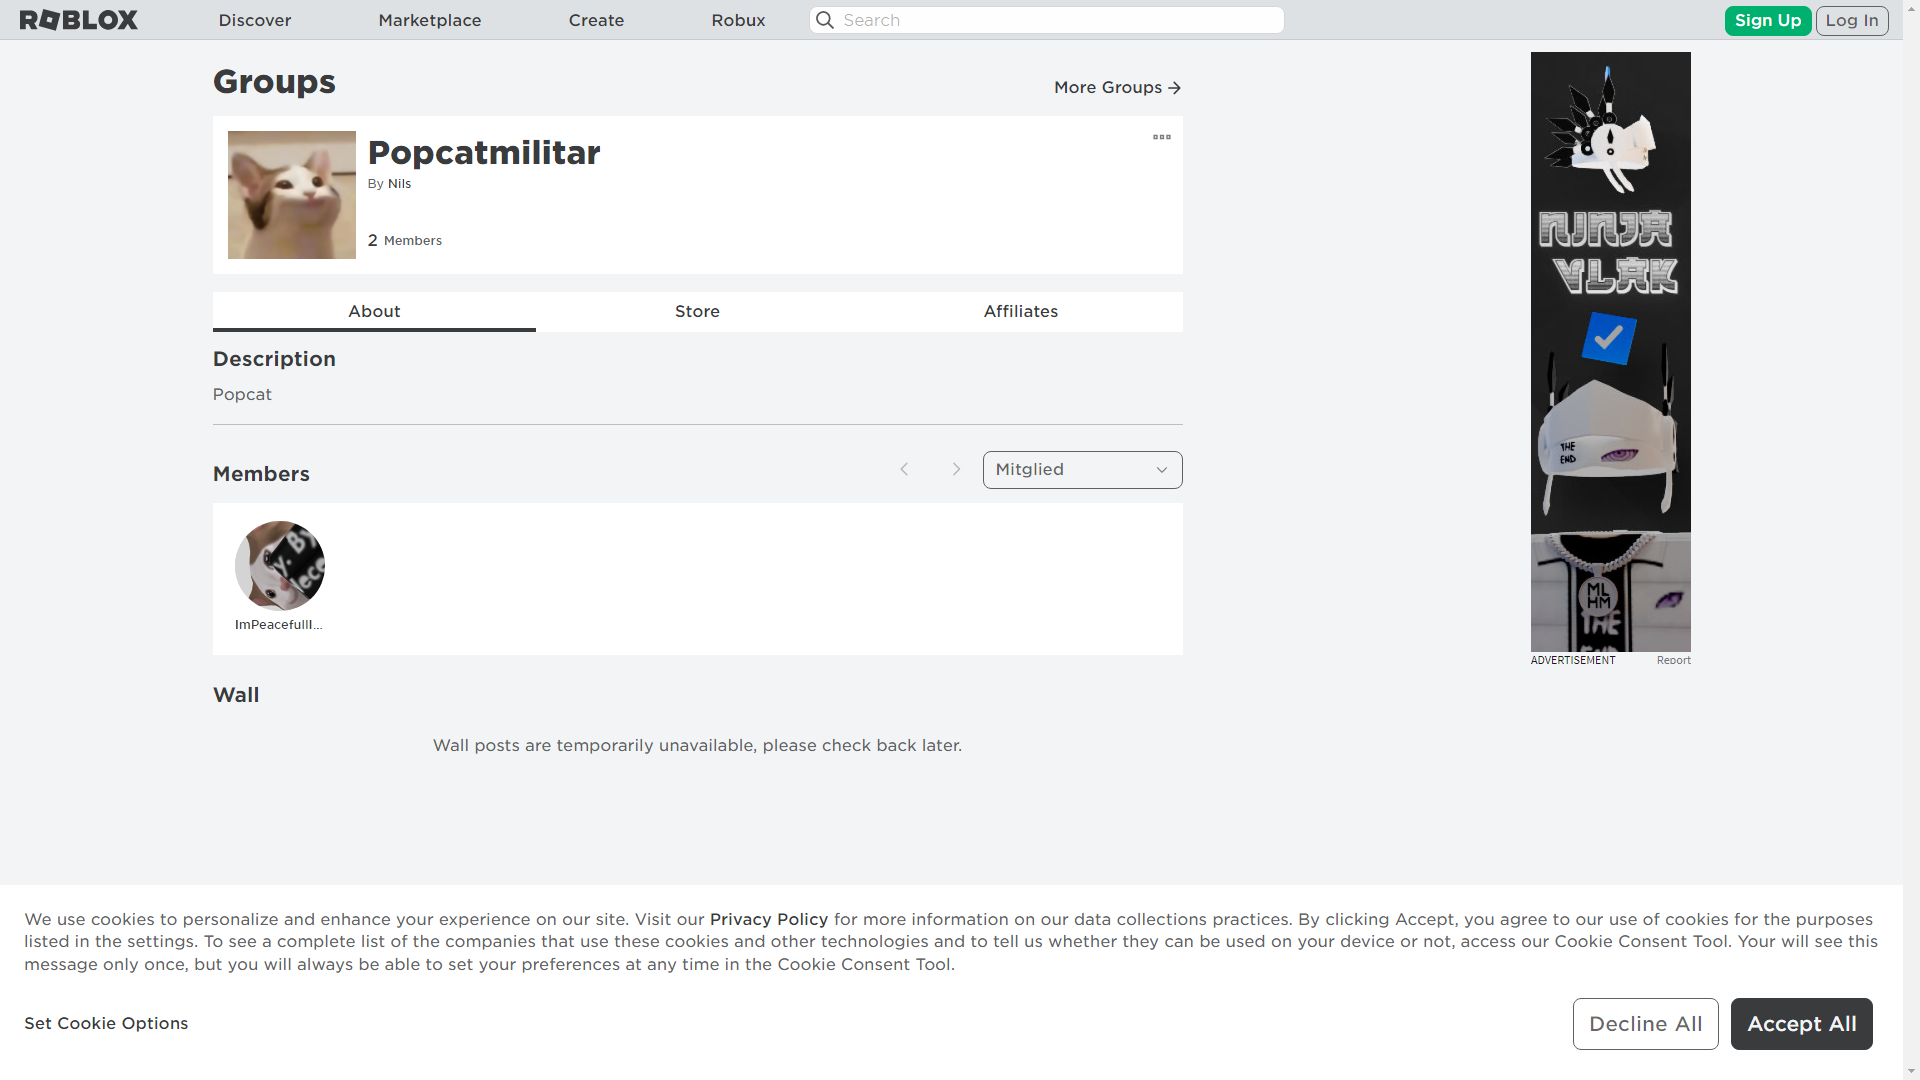 ROBLOX
Discover
Marketplace
Create
Robux
Search
Sign Up
Log In
Groups
More Groups
Popcatmilitar
By Nils
2 Members
About
Store
Affiliates
Description
Popcat
Members
Mitglied
y. By
lece
ImPeacefulI...
Wall
Wall posts are temporarily unavailable, please check back later.
NINJA
VLAK
THE
END
ML
HM
THE
END
ADVERTISEMENT
Report
We use cookies to personalize and enhance your experience on our site. Visit our Privacy Policy for more information on our data collections practices. By clicking Accept, you agree to our use of cookies for the purposes
listed in the settings. To see a complete list of the companies that use these cookies and other technologies and to tell us whether they can be used on your device or not, access our Cookie Consent Tool. Your will see this
message only once, but you will always be able to set your preferences at any time in the Cookie Consent Tool.
Set Cookie Options
Decline All
Accept All